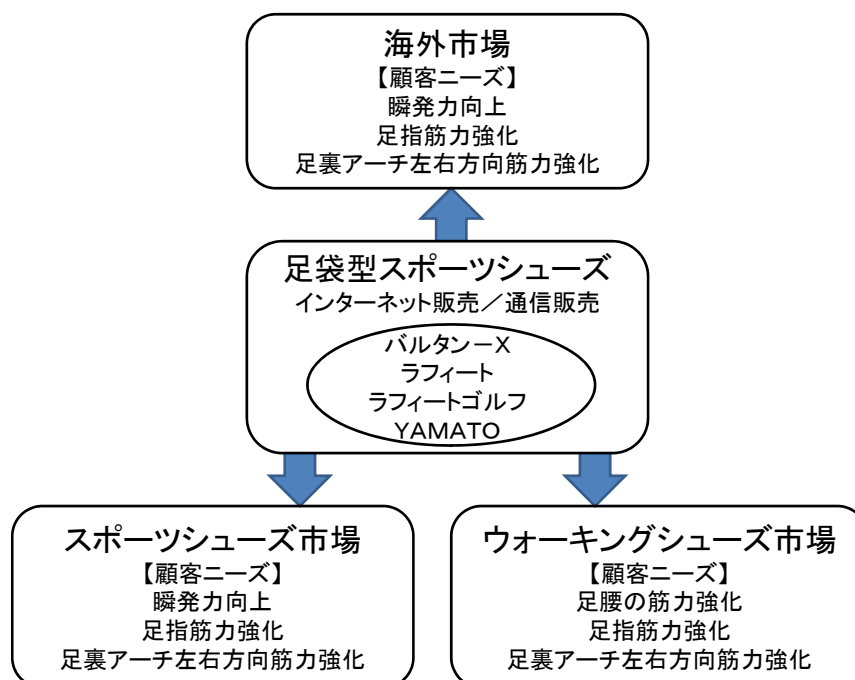 海外市場
【顧客ニーズ】
瞬発力向上
足指筋力強化
足裏アーチ左右方向筋力強化
足袋型スポーツシューズ
インターネット販売／通信販売
バルタン－X
ラフィート
ラフィートゴルフ
YAMATO
スポーツシューズ市場
【顧客ニーズ】
瞬発力向上
足指筋力強化
足裏アーチ左右方向筋力強化
ウォーキングシューズ市場
【顧客ニーズ】
足腰の筋力強化
足指筋力強化
足裏アーチ左右方向筋力強化